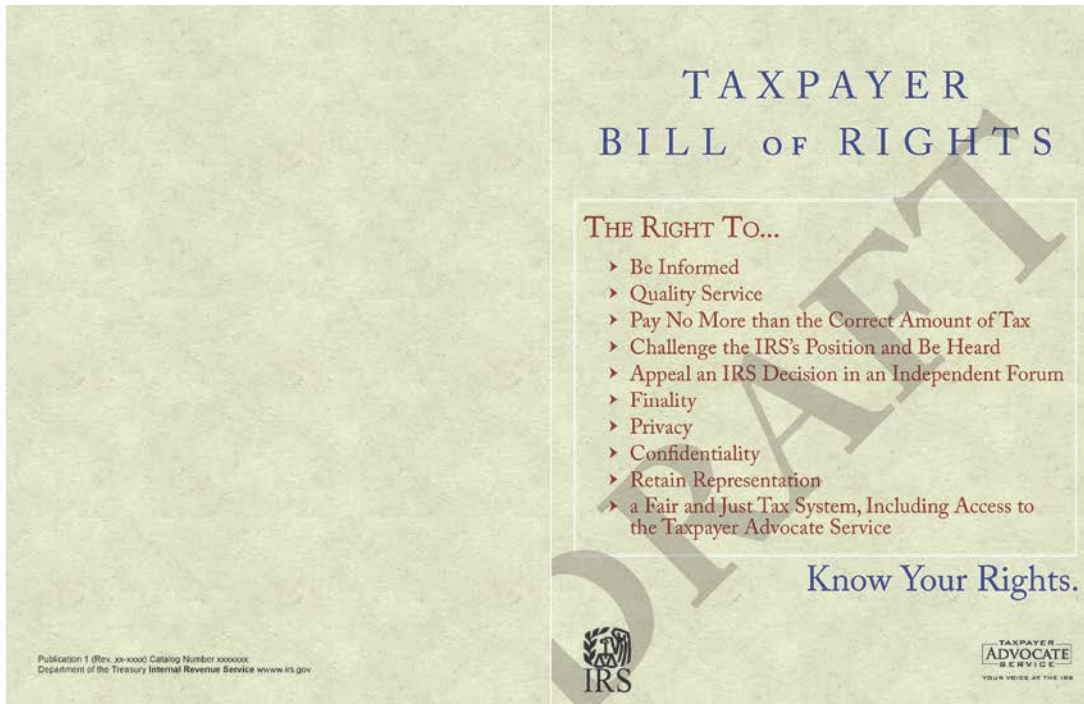 Publication 1 (Rev. xx-xxxx) Catalog Number xxxxxxx
Department of the Treasury Internal Revenue Service wwww.irs.gov
TAXPAYER
BILL OF RIGHTS
THE RIGHT TO...
Be Informed
Quality Service
Pay No More than the Correct Amount of Tax
Challenge the IRS's Position and Be Heard
Appeal an IRS Decision in an Independent Forum
Finality
Privacy
Confidentiality
Retain Representation
a Fair and Just Tax System, Including Access to
the Taxpayer Advocate Service
DRAFT
Know Your Rights.
IRS
TAXPAYER
ADVOCATE
SERVICE
YOUR VOICE AT THE IRS